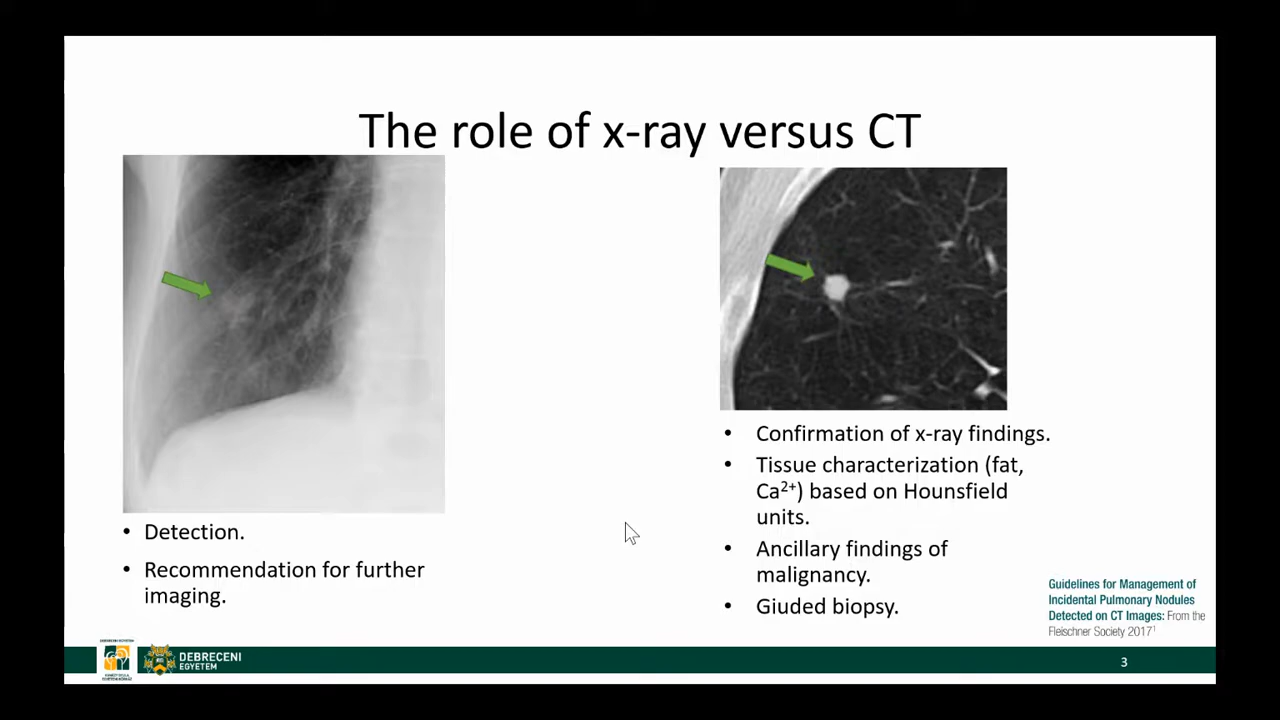 The role of x-ray versus CT
• Detection.
• Recommendation for further
imaging.
• Confirmation of x-ray findings.
• Tissue characterization (fat,
Ca²⁺) based on Hounsfield
units.
• Ancillary findings of
malignancy.
• Giuded biopsy.
Guidelines for Management of
Incidental Pulmonary Nodules
Detected on CT Images: From the
Fleischner Society 2017¹
DEBRECENI
EGYETEM
3